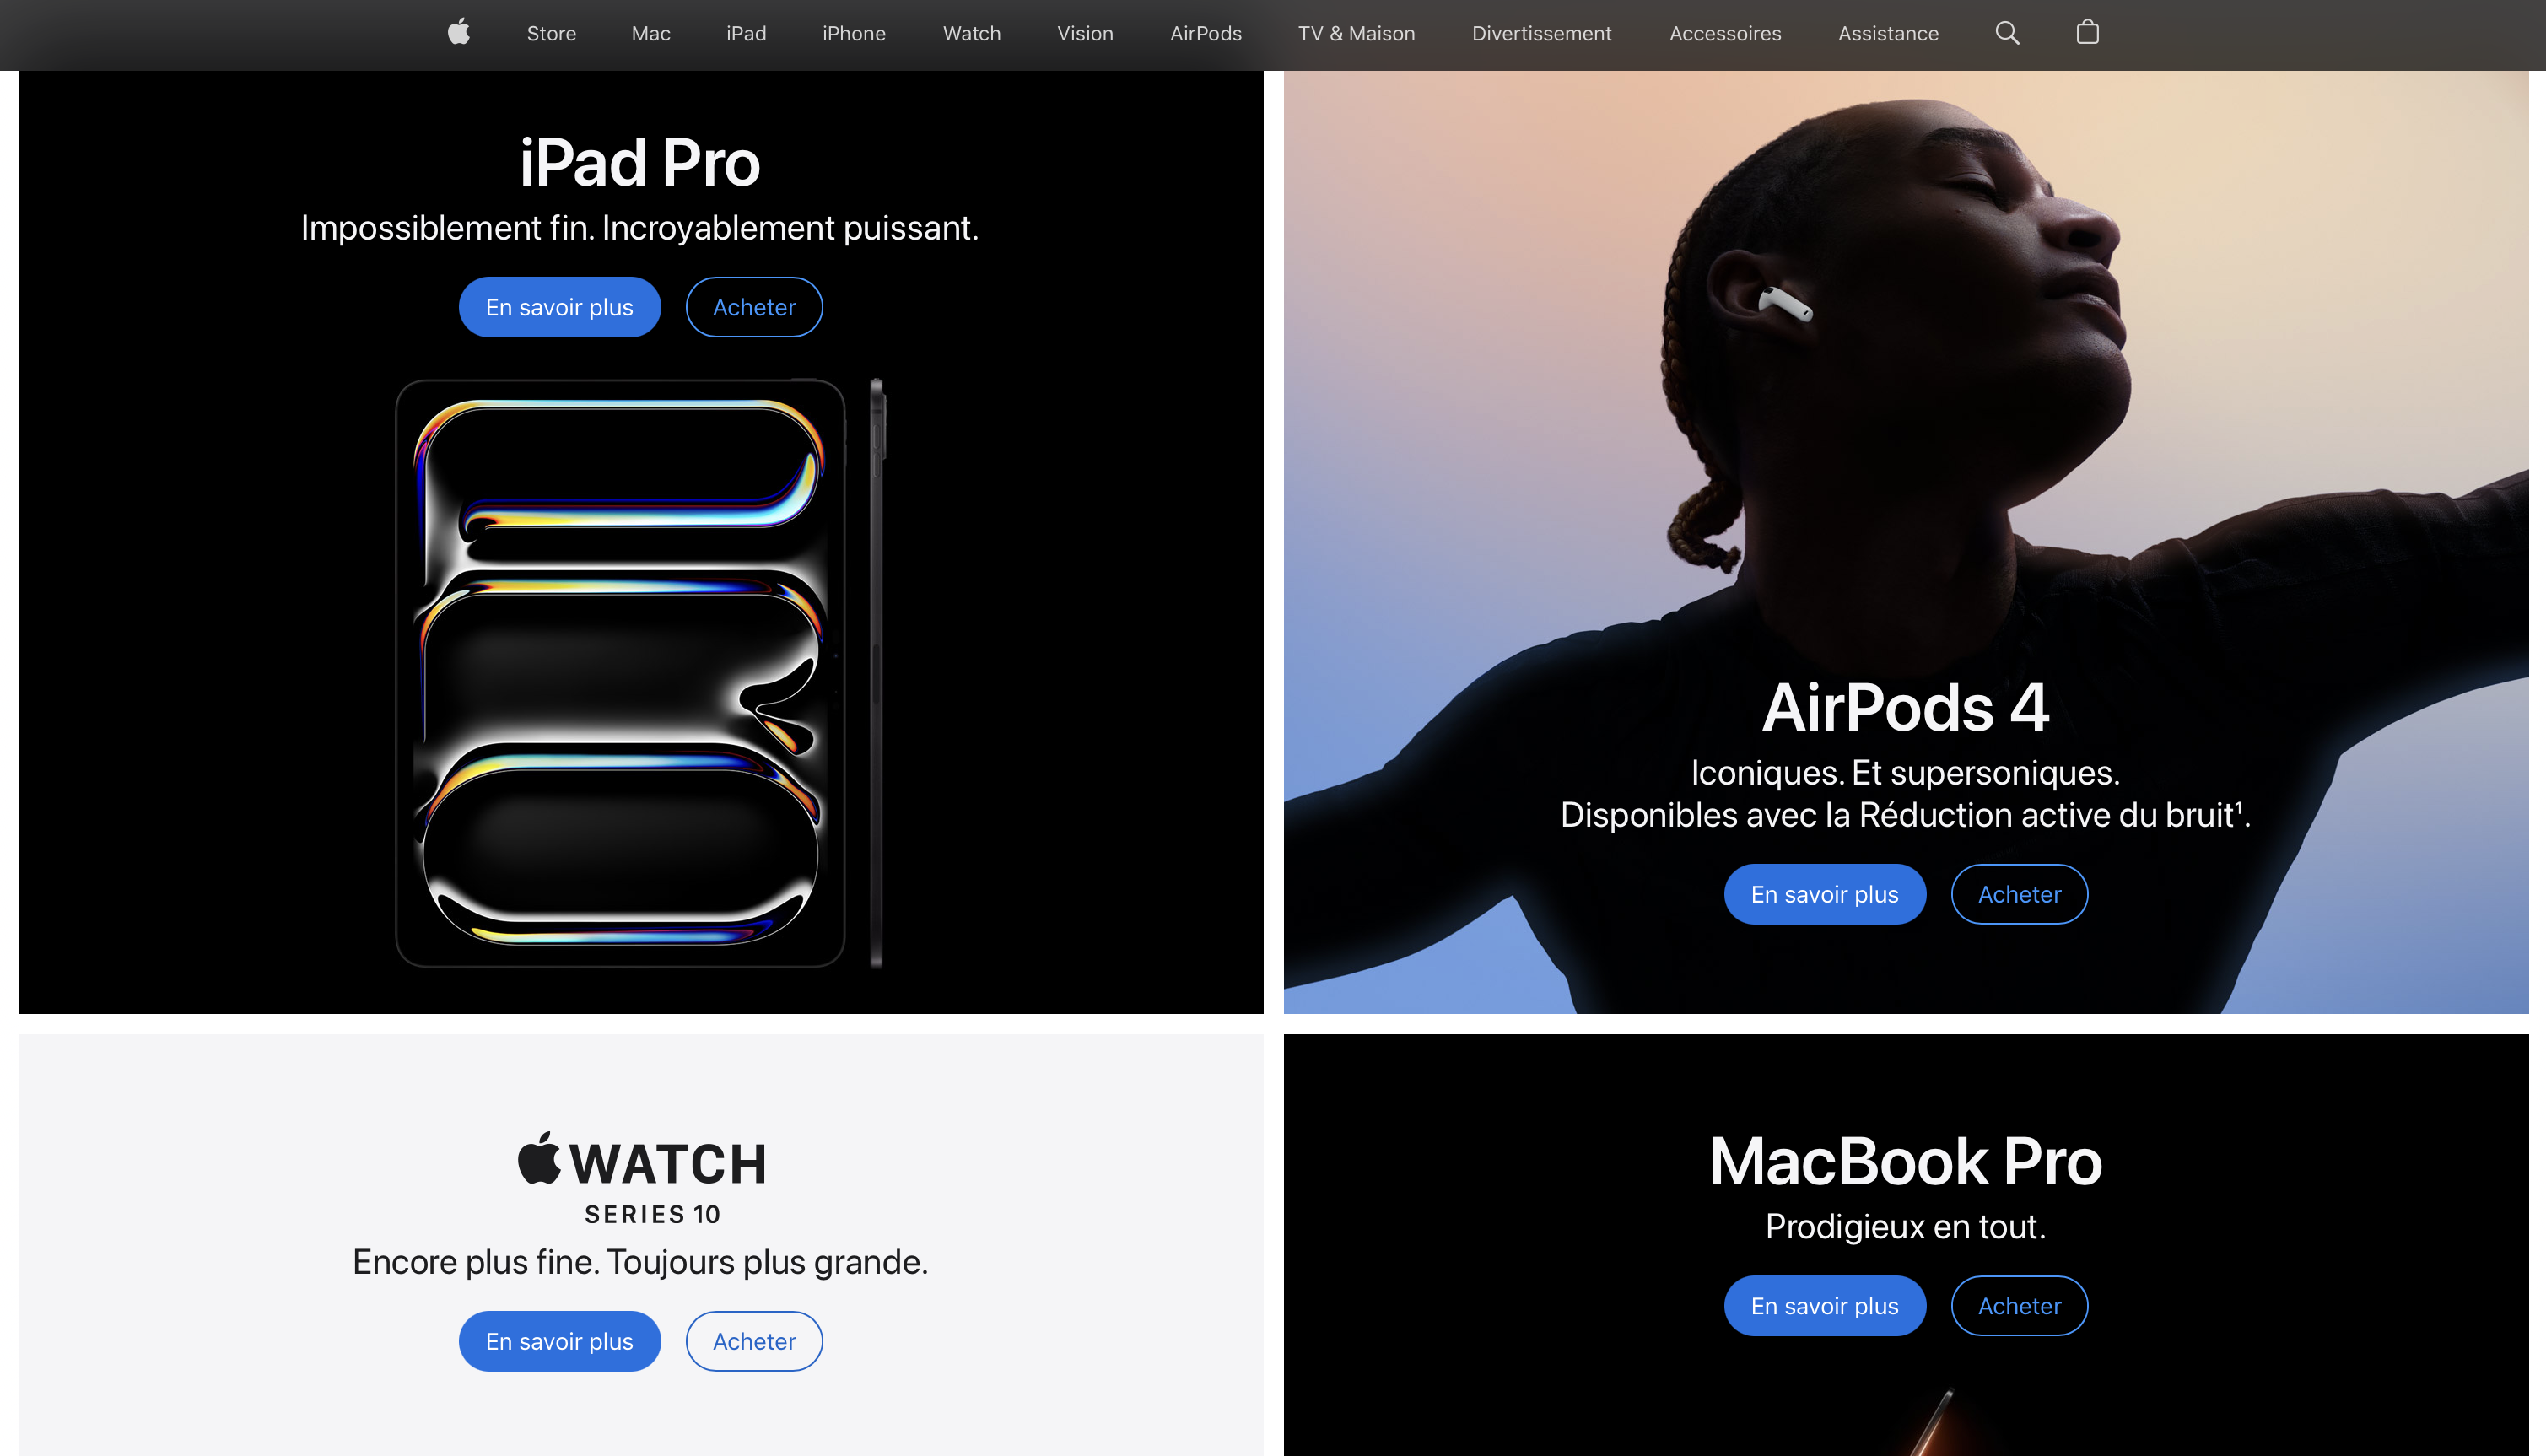 Store Mac iPad iPhone Watch Vision AirPods TV & Maison Divertissement Accessoires Assistance
iPad Pro
Impossiblement fin. Incroyablement puissant.
En savoir plus Acheter
AirPods 4
Iconiques. Et supersoniques.
Disponibles avec la Réduction active du bruit¹.
En savoir plus Acheter
WATCH
SERIES 10
Encore plus fine. Toujours plus grande.
En savoir plus Acheter
MacBook Pro
Prodigieux en tout.
En savoir plus Acheter